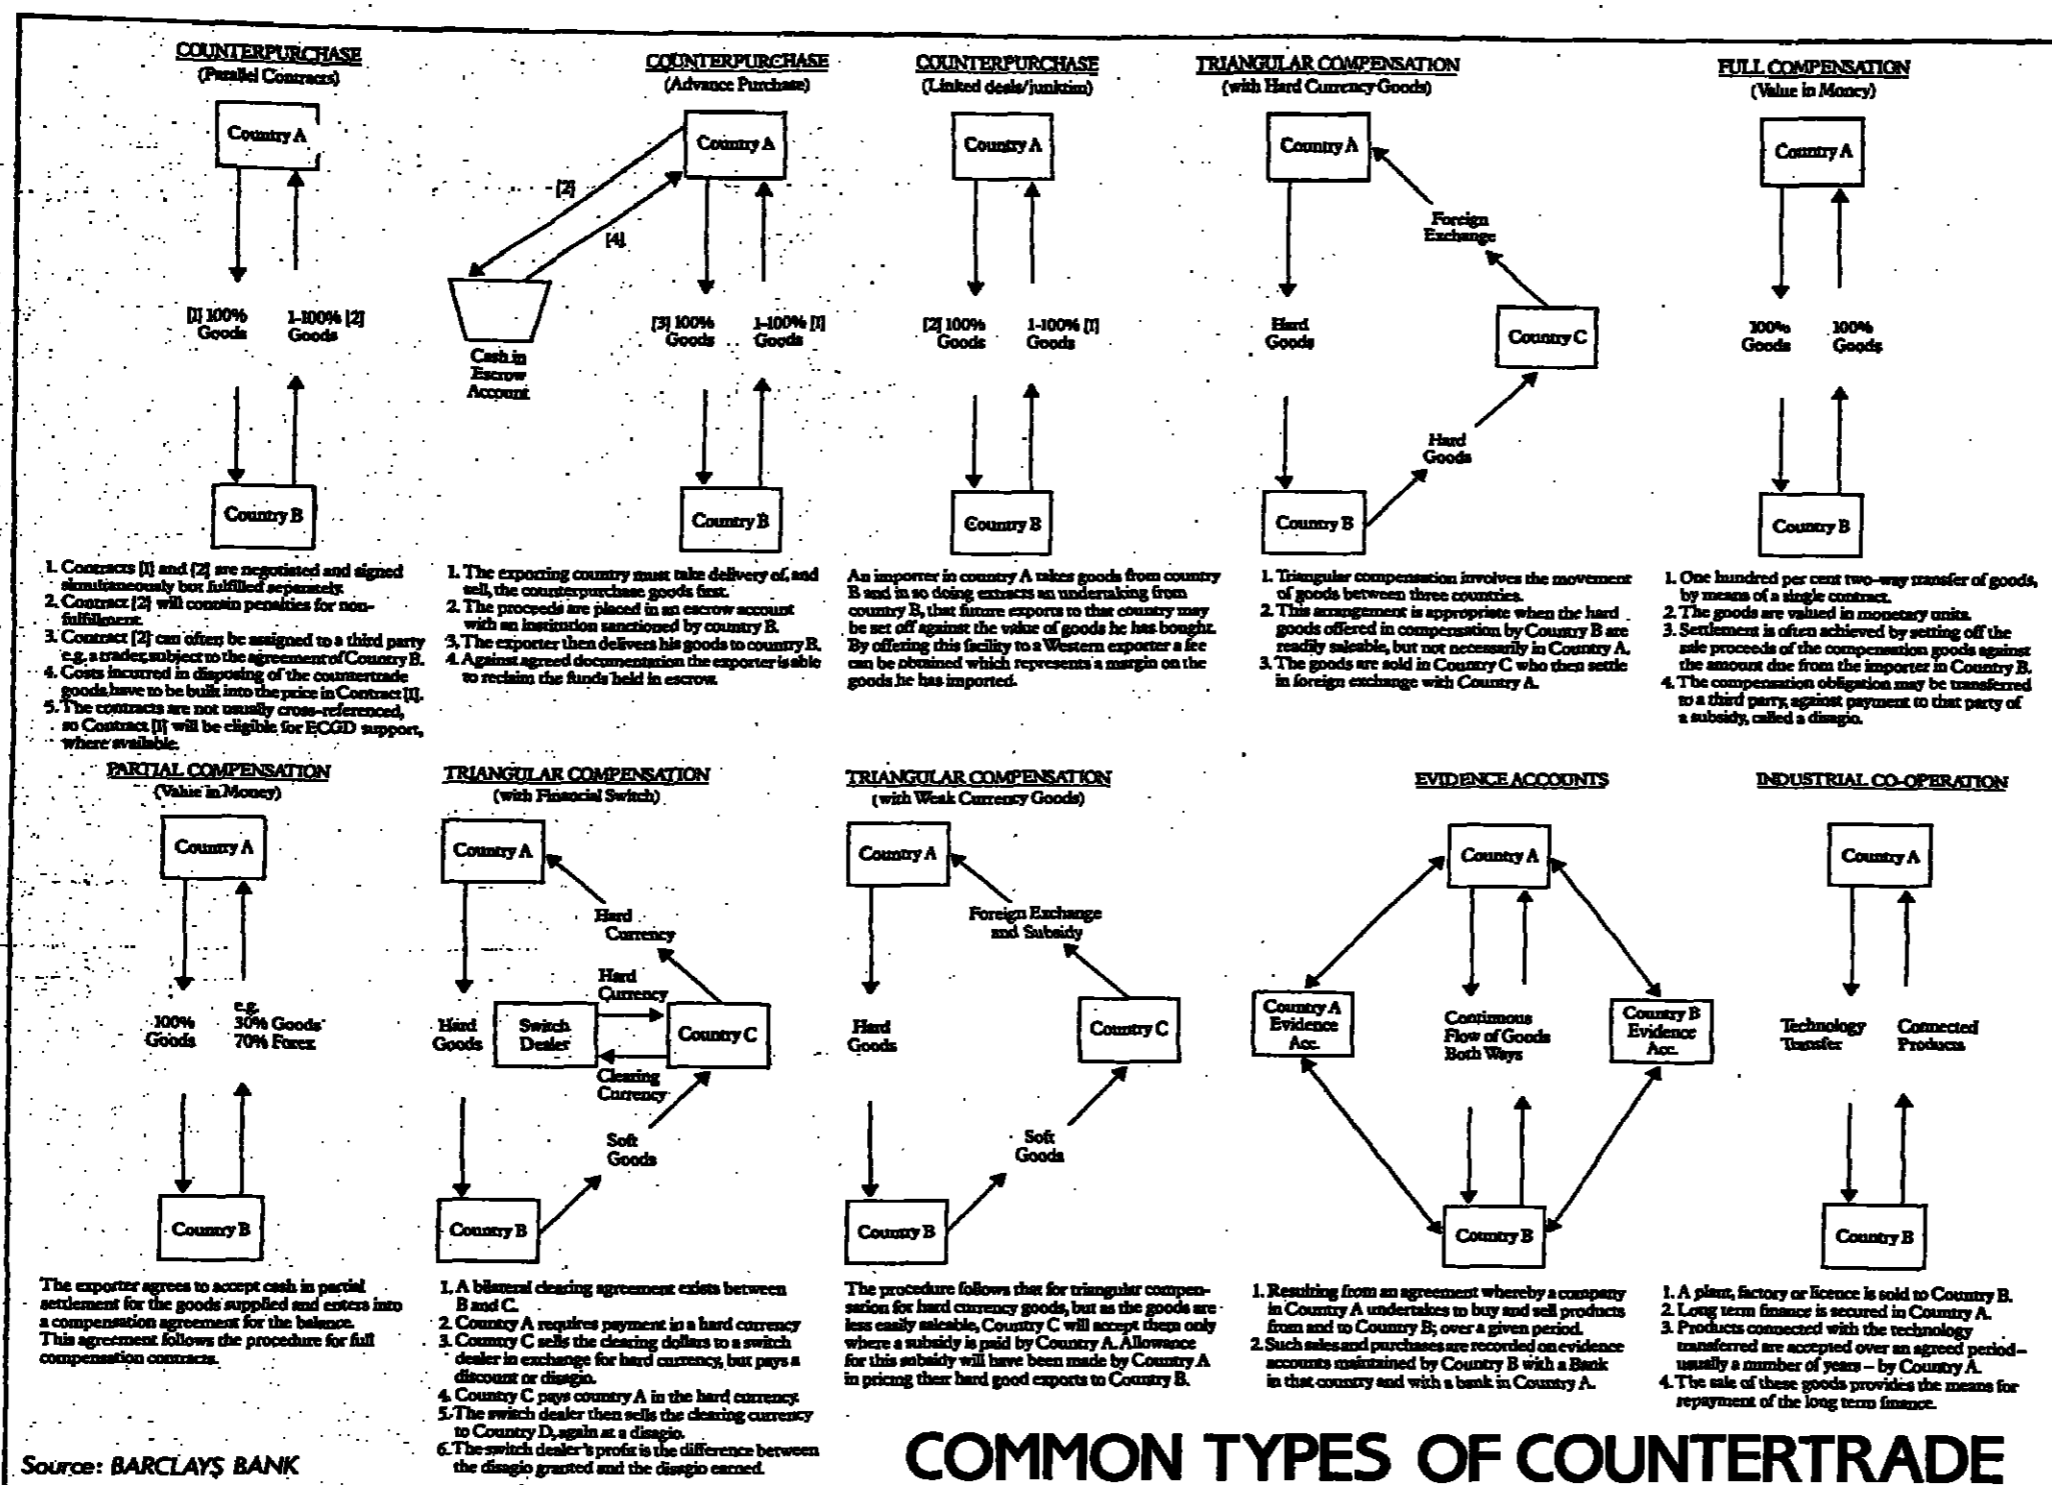 COUNTERPURCHASE
(Parallel Contracts)
Country A
[1] 100%
Goods
1-100% [2]
Goods
Country B
1. Contracts [1] and [2] are negotiated and signed
simultaneously but fulfilled separately.
2. Contract [2] will contain penalties for non-
fulfillment.
3. Contract [2] can often be assigned to a third party
e.g. a trader, subject to the agreement of Country B.
4. Costs incurred in disposing of the countertrade
goods, have to be built into the price in Contract [1].
5. The contracts are not usually cross-referenced,
so Contract [1] will be eligible for ECGD support,
where available.
COUNTERPURCHASE
(Advance Purchase)
Country A
[2]
[4]
Cash in
Escrow
Account
[3] 100%
Goods
1-100% [1]
Goods
Country B
1. The exporting country must take delivery of, and
sell, the counterpurchase goods first.
2. The proceeds are placed in an escrow account
with an institution sanctioned by country B.
3. The exporter then delivers his goods to country B.
4. Against agreed documentation the exporter is able
to reclaim the funds held in escrow.
COUNTERPURCHASE
(Linked deals/junktim)
Country A
[2] 100%
Goods
1-100% [1]
Goods
Country B
An importer in country A takes goods from country
B and in so doing extracts an undertaking from
country B, that future exports to that country may
be set off against the value of goods he has bought.
By offering this facility to a Western exporter a fee
can be obtained which represents a margin on the
goods he has imported.
TRIANGULAR COMPENSATION
(with Hard Currency Goods)
Country A
Foreign
Exchange
Hard
Goods
Country C
Hard
Goods
Country B
1. Triangular compensation involves the movement
of goods between three countries.
2. This arrangement is appropriate when the hard
goods offered in compensation by Country B are
readily saleable, but not necessarily in Country A.
3. The goods are sold in Country C who then settle
in foreign exchange with Country A.
FULL COMPENSATION
(Value in Money)
Country A
100%
Goods
100%
Goods
Country B
1. One hundred per cent two-way transfer of goods,
by means of a single contract.
2. The goods are valued in monetary units.
3. Settlement is often achieved by setting off the
sale proceeds of the compensation goods against
the amount due from the importer in Country B.
4. The compensation obligation may be transferred
to a third party, against payment to that party of
a subsidy, called a disagio.
PARTIAL COMPENSATION
(Value in Money)
Country A
100%
Goods
e.g.
30% Goods
70% Forex
Country B
The exporter agrees to accept cash in partial
settlement for the goods supplied and enters into
a compensation agreement for the balance.
This agreement follows the procedure for full
compensation contracts.
TRIANGULAR COMPENSATION
(with Financial Switch)
Country A
Hard
Currency
Hard
Currency
Hard
Goods
Switch
Dealer
Country C
Clearing
Currency
Soft
Goods
Country B
1. A bilateral clearing agreement exists between
B and C.
2. Country A requires payment in a hard currency
3. Country C sells the clearing dollars to a switch
dealer in exchange for hard currency, but pays a
discount or disagio.
4. Country C pays country A in the hard currency.
5. The switch dealer then sells the clearing currency
to Country D, again at a disagio.
6. The switch dealer's profit is the difference between
the disagio granted and the disagio earned.
TRIANGULAR COMPENSATION
(with Weak Currency Goods)
Country A
Foreign Exchange
and Subsidy
Hard
Goods
Country C
Soft
Goods
Country B
The procedure follows that for triangular compen-
sation for hard currency goods, but as the goods are
less easily saleable, Country C will accept them only
where a subsidy is paid by Country A. Allowance
for this subsidy will have been made by Country A
in pricing their hard good exports to Country B.
EVIDENCE ACCOUNTS
Country A
Country A
Evidence
Acc.
Continuous
Flow of Goods
Both Ways
Country B
Evidence
Acc.
Country B
1. Resulting from an agreement whereby a company
in Country A undertakes to buy and sell products
from and to Country B; over a given period.
2. Such sales and purchases are recorded on evidence
accounts maintained by Country B with a Bank
in that country and with a bank in Country A.
INDUSTRIAL CO-OPERATION
Country A
Technology
Transfer
Connected
Products
Country B
1. A plant, factory or licence is sold to Country B.
2. Long term finance is secured in Country A.
3. Products connected with the technology
transferred are accepted over an agreed period—
usually a number of years — by Country A.
4. The sale of these goods provides the means for
repayment of the long term finance.
Source: BARCLAYS BANK
COMMON TYPES OF COUNTERTRADE